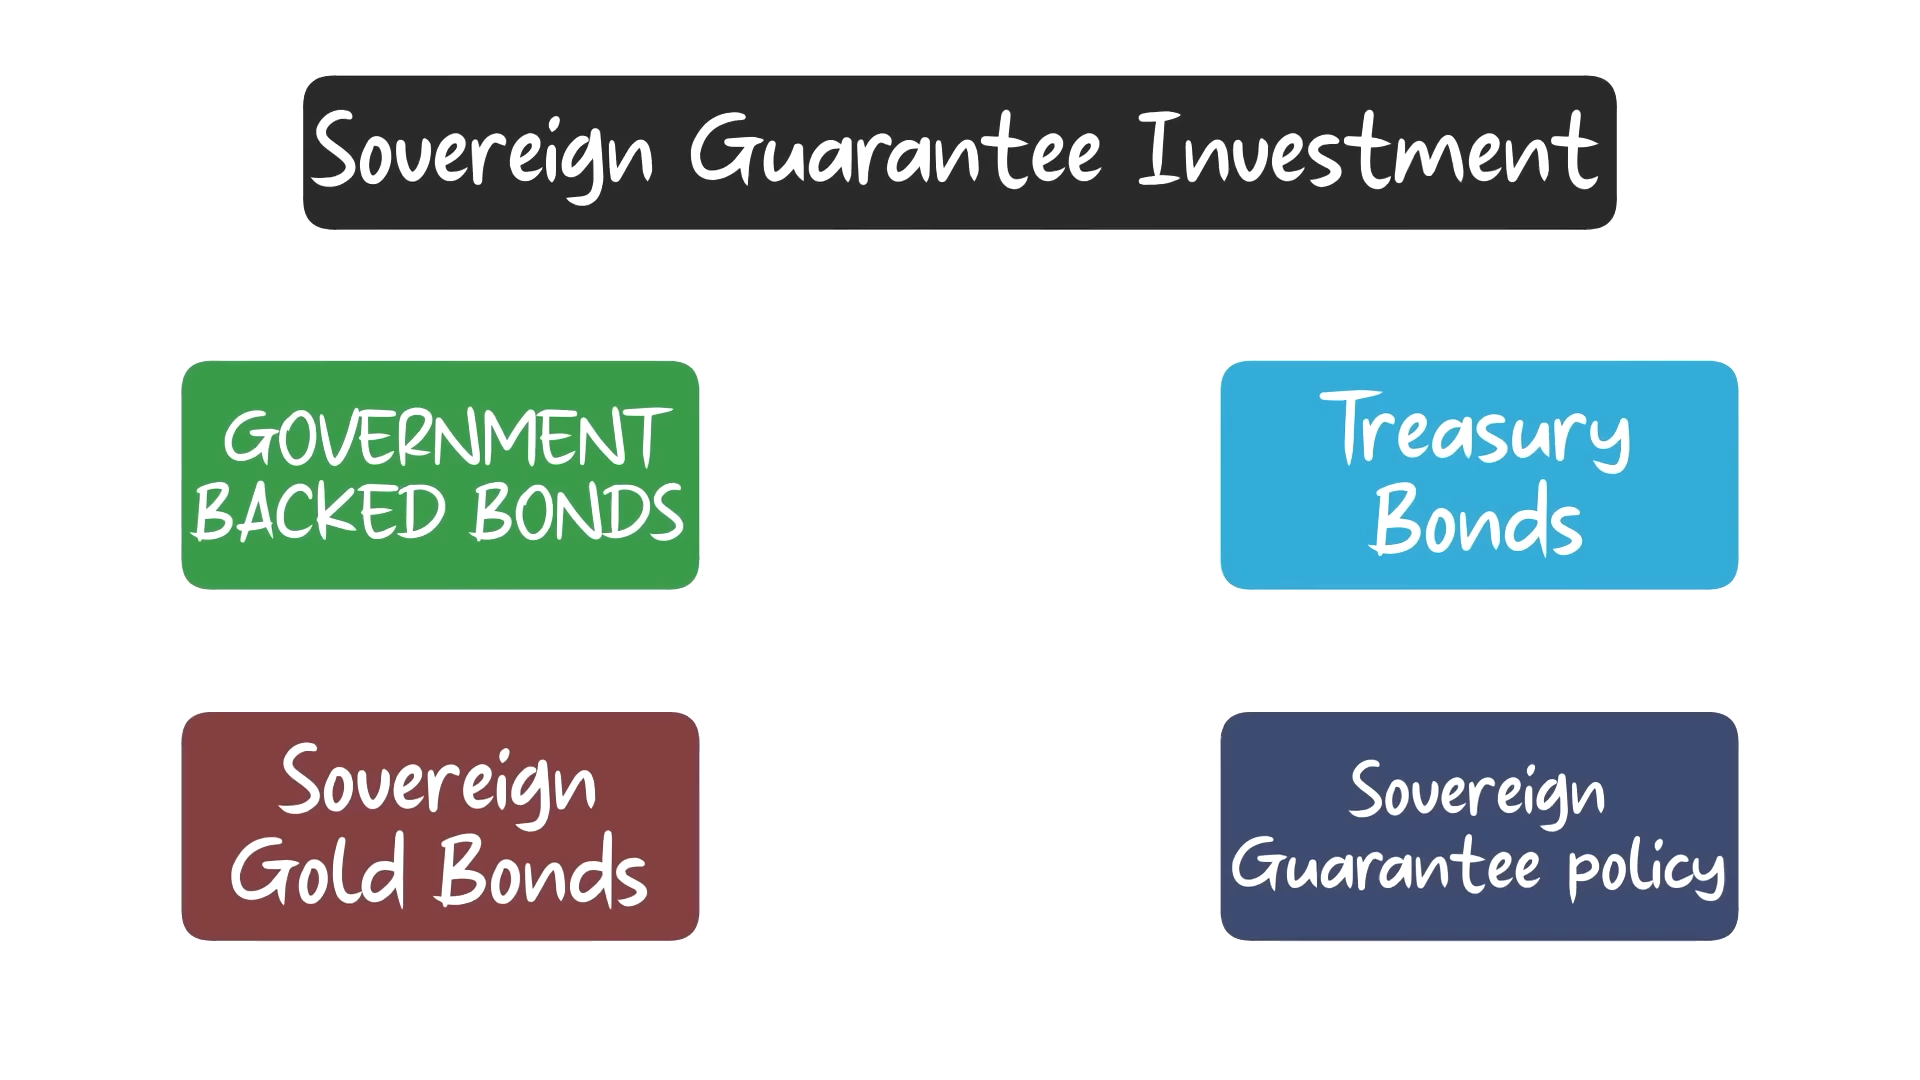 Sovereign Guarantee Investment
GOVERNMENT
BACKED BONDS
Treasury
Bonds
Sovereign
Gold Bonds
Sovereign
Guarantee policy